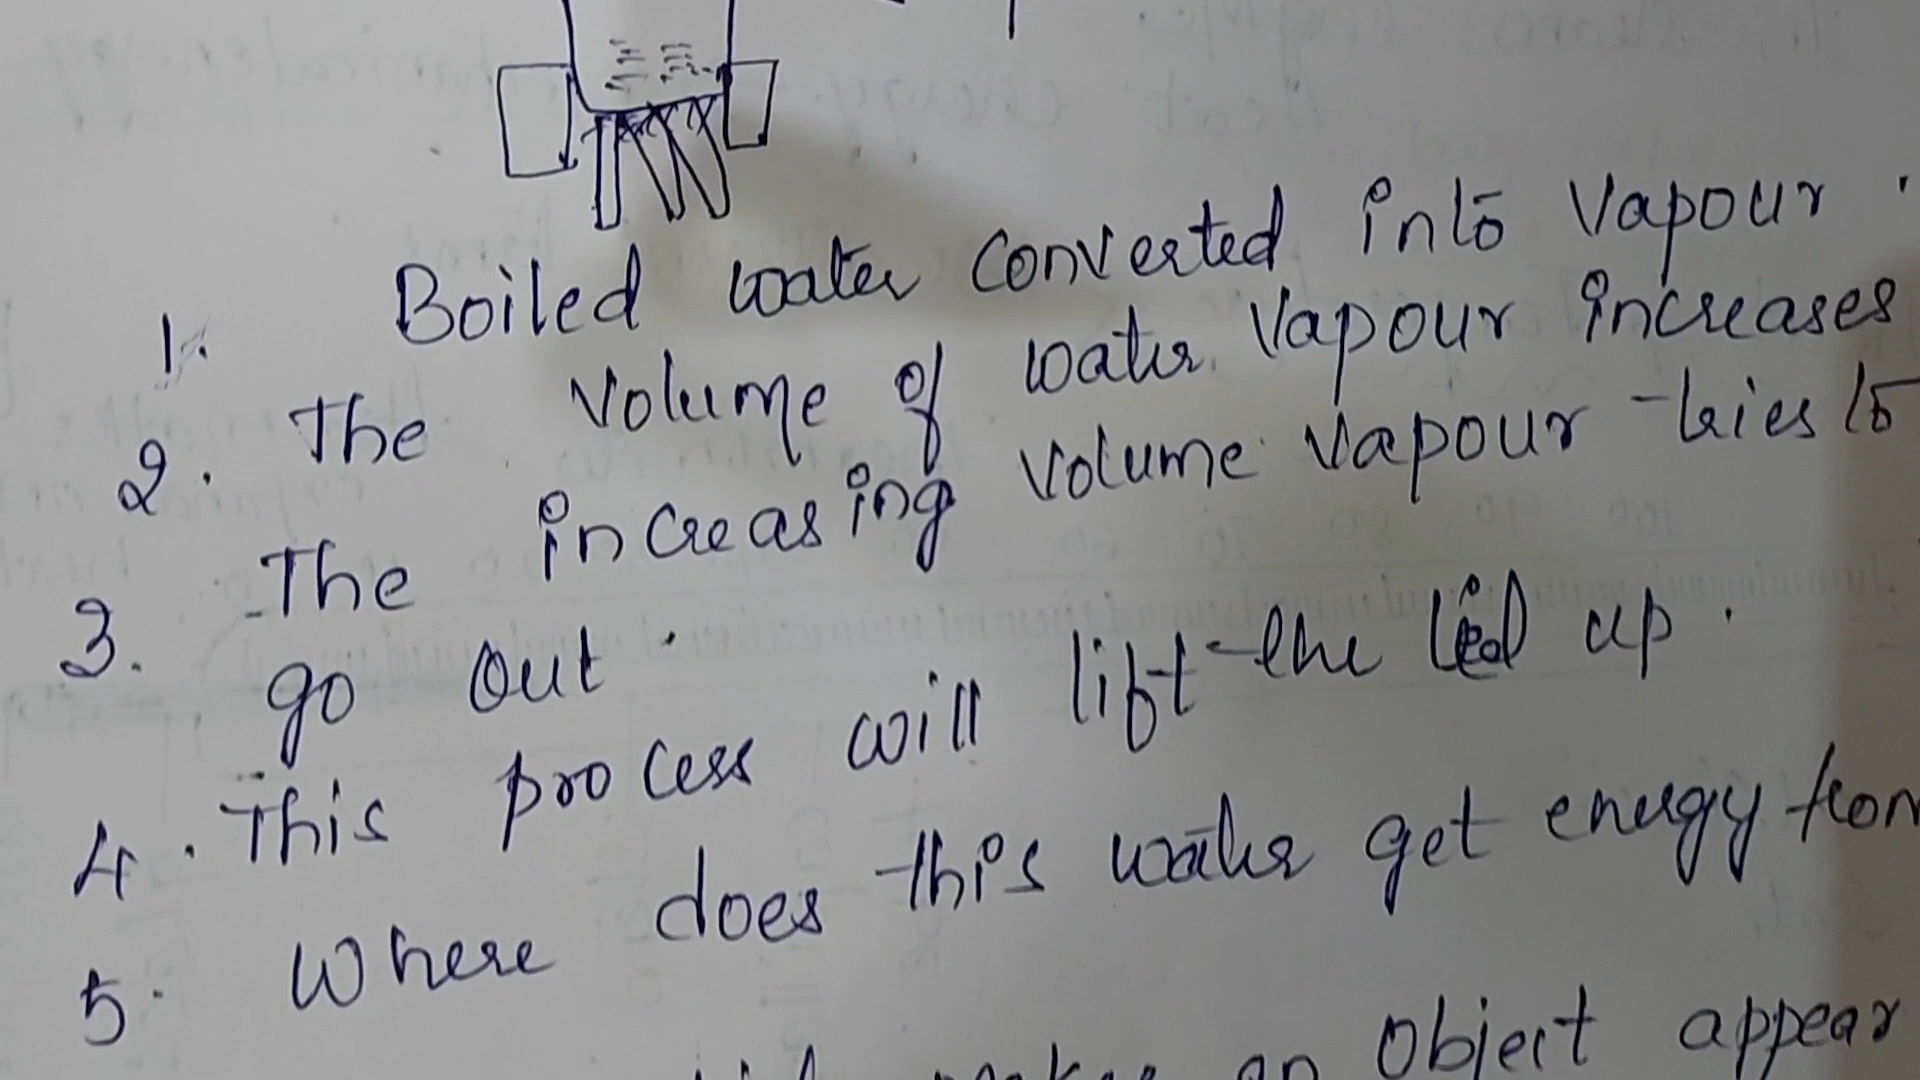 1. Boiled water converted into Vapour.
2. The Volume of water Vapour increases
3. The increasing volume vapour tries to
go out.
4. This process will lift the lid up.
5. Where does this water get energy from
an object appear